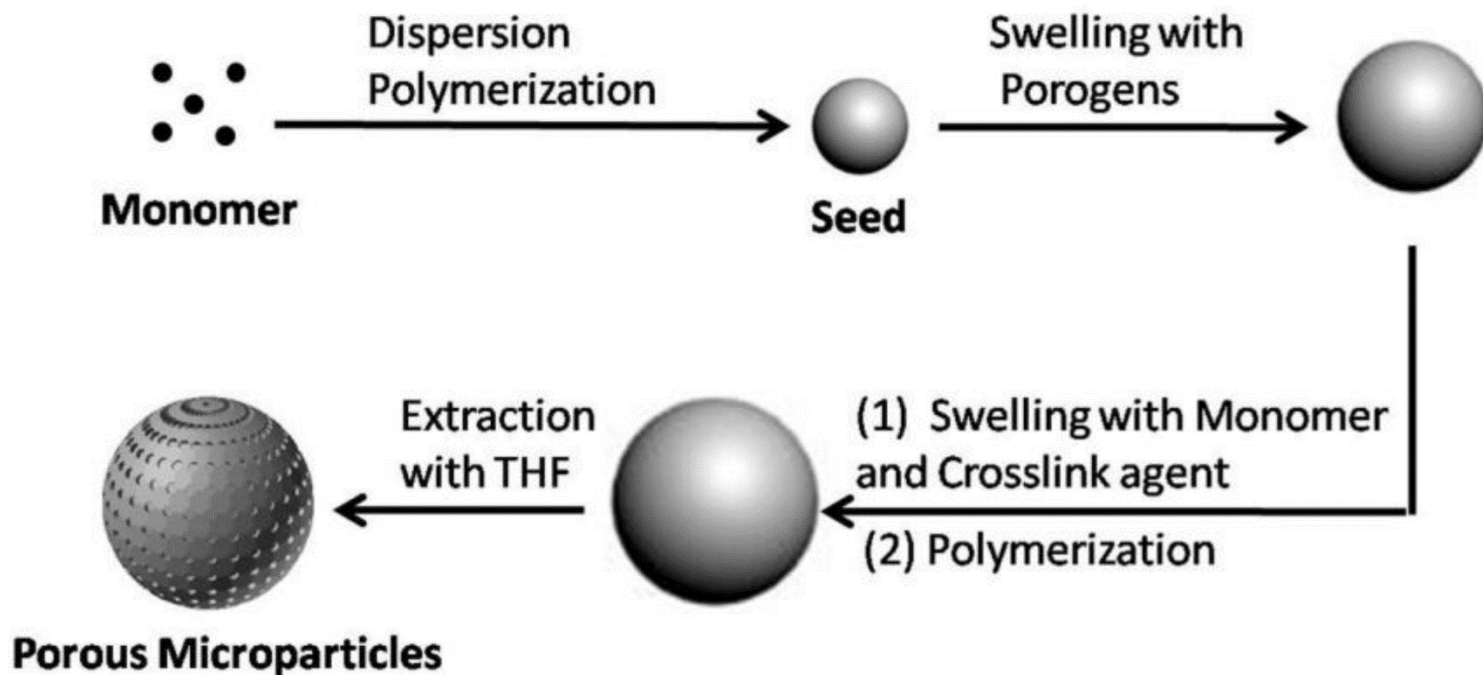 Dispersion
Polymerization
Monomer
Seed
Swelling with
Porogens
(1) Swelling with Monomer
and Crosslink agent
(2) Polymerization
Extraction
with THF
Porous Microparticles